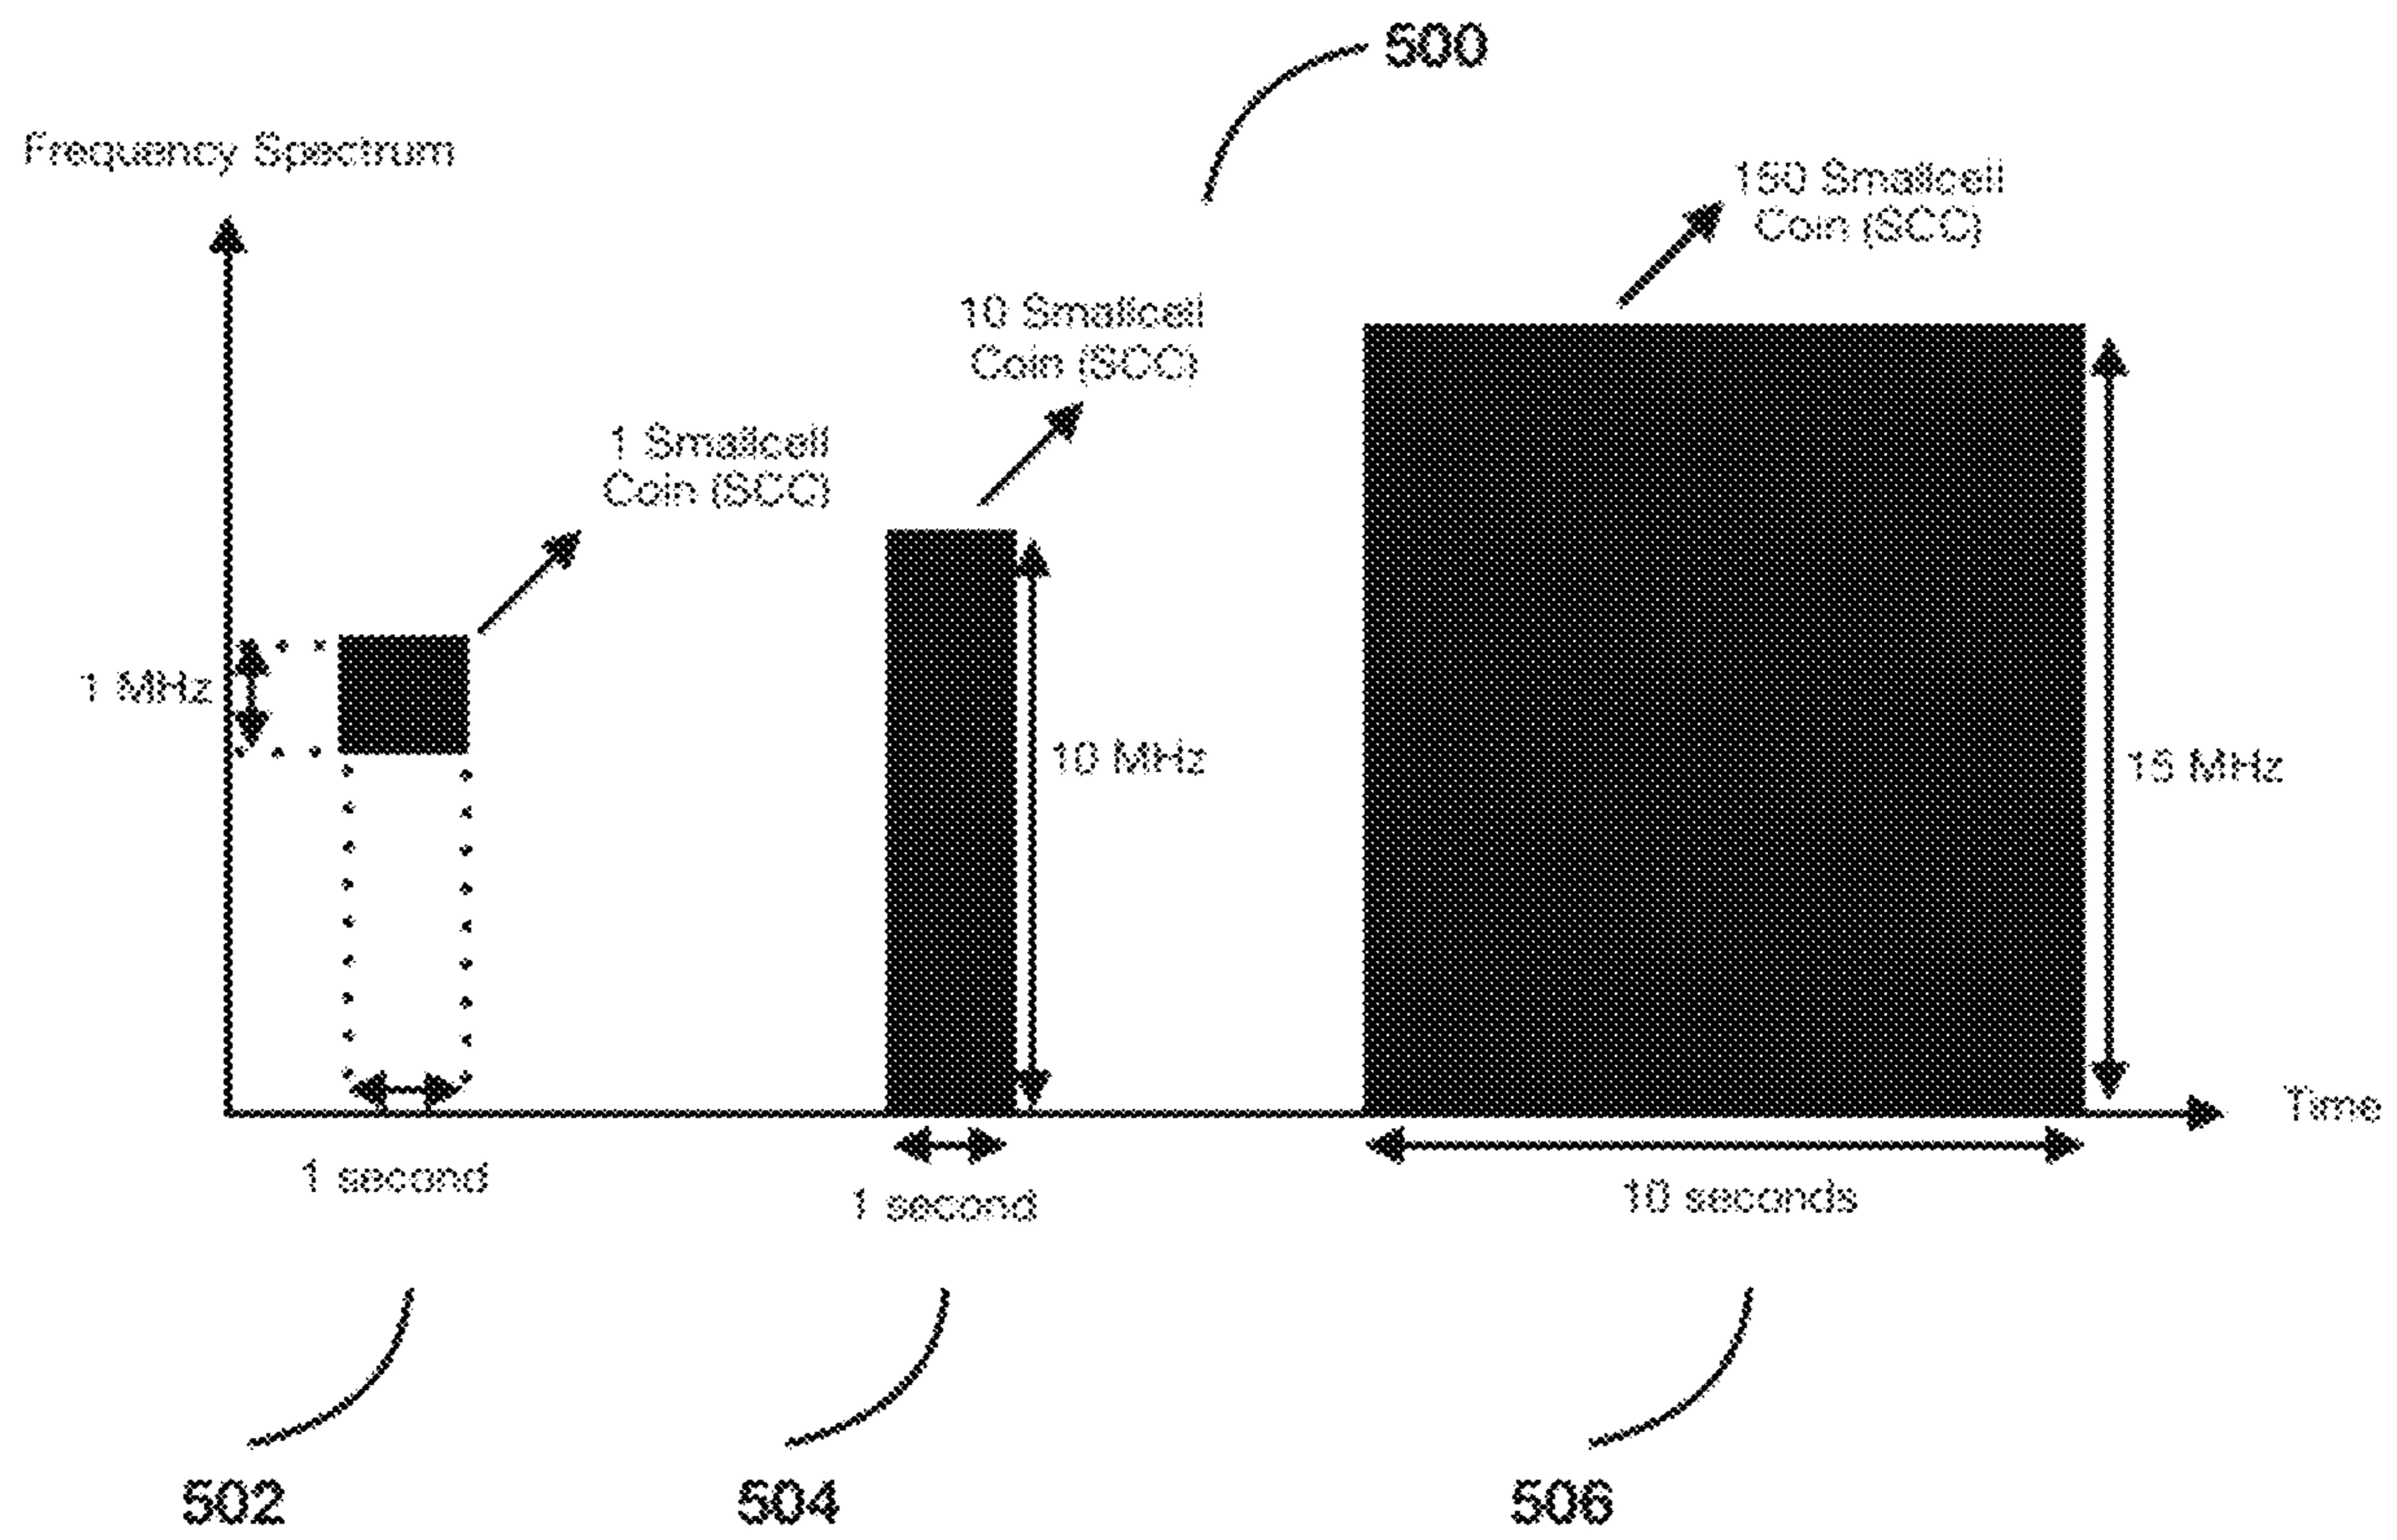 500
Frequency Spectrum
150 Smallcell
Coin (SCC)
10 Smallcell
Coin (SCC)
1 Smallcell
Coin (SCC)
1 MHz
10 MHz
15 MHz
Time
1 second
1 second
10 seconds
502
504
506